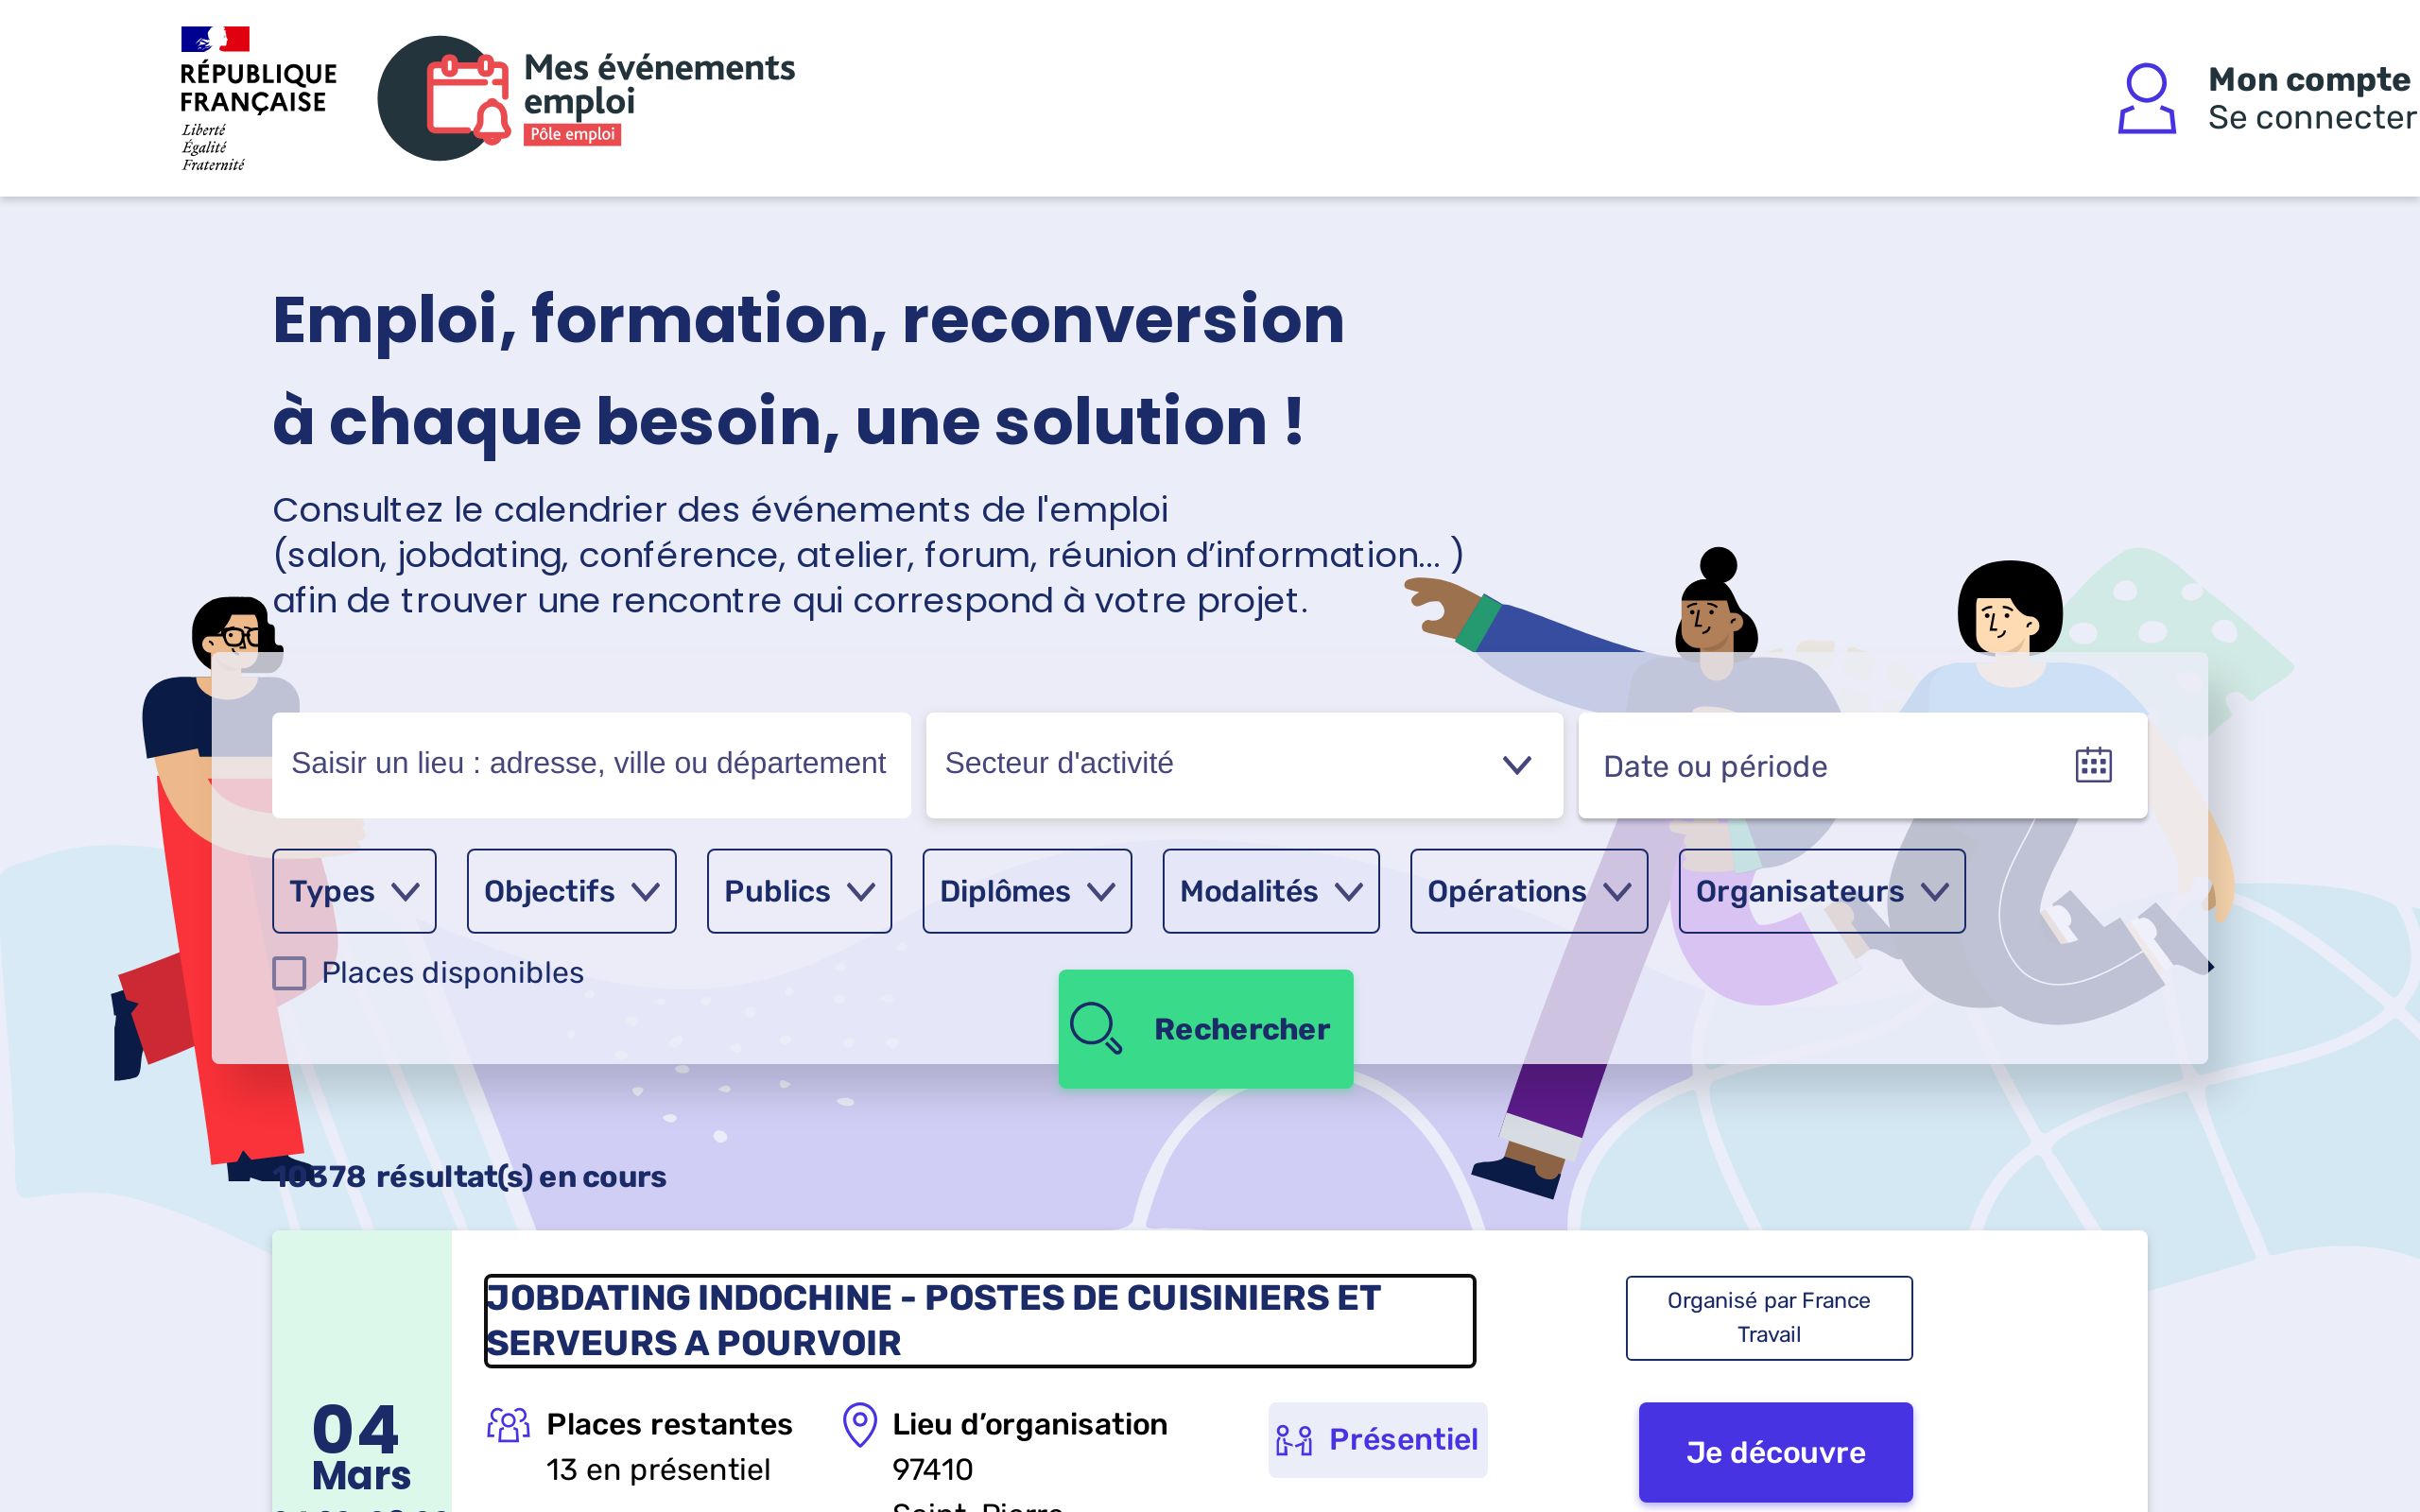 RÉPUBLIQUE
FRANÇAISE
Liberté
Égalité
Fraternité
Mes événements
emploi
Pôle emploi
Mon compte
Se connecter
Emploi, formation, reconversion
à chaque besoin, une solution !
Consultez le calendrier des événements de l'emploi
(salon, jobdating, conférence, atelier, forum, réunion d’information... )
afin de trouver une rencontre qui correspond à votre projet.
Saisir un lieu : adresse, ville ou département
Secteur d'activité
Date ou période
Types
Objectifs
Publics
Diplômes
Modalités
Opérations
Organisateurs
Places disponibles
Rechercher
10378 résultat(s) en cours
JOBDATING INDOCHINE - POSTES DE CUISINIERS ET
SERVEURS A POURVOIR
Organisé par France
Travail
04
Mars
Places restantes
13 en présentiel
Lieu d’organisation
97410
Présentiel
Je découvre